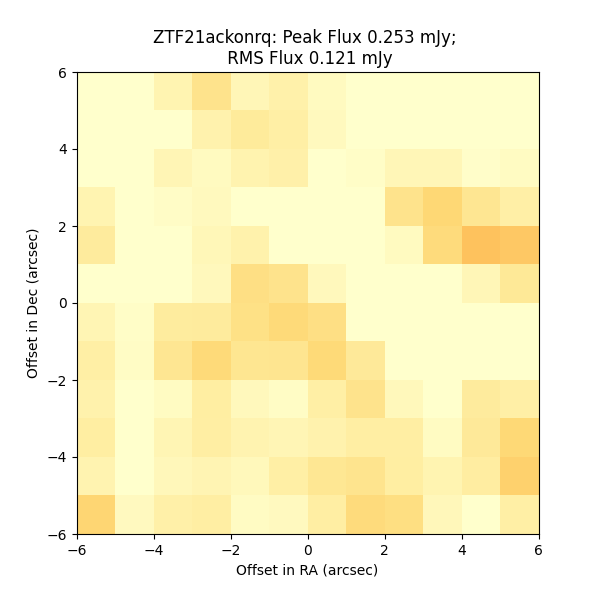 ZTF21ackonrq: Peak Flux 0.253 mJy;
RMS Flux 0.121 mJy
6
4
2
0
−2
−4
−6
Offset in Dec (arcsec)
−6 −4 −2 0 2 4 6
Offset in RA (arcsec)